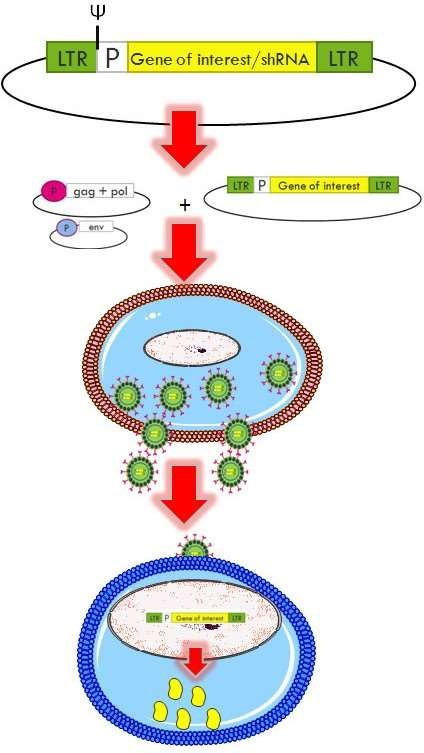 Ψ
LTR P Gene of interest/shRNA LTR
P gag + pol
+
LTR P Gene of interest LTR
P env
LTR P Gene of interest LTR